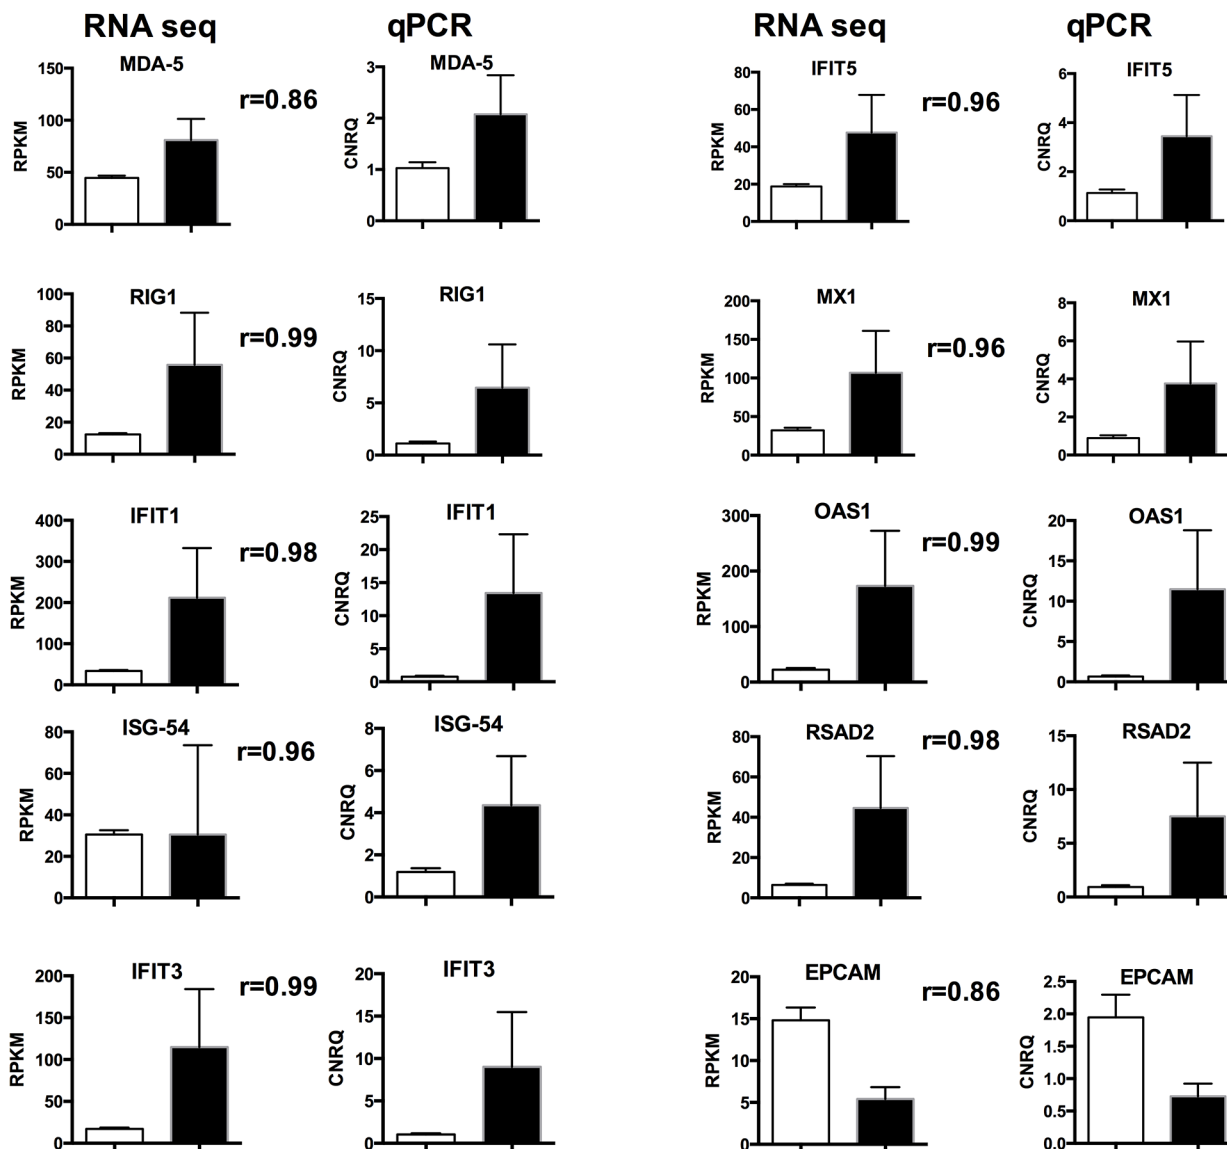 RNA seq
qPCR
RNA seq
qPCR
MDA-5
150
100
50
0
RPKM
r=0.86
MDA-5
3
2
1
0
CNRQ
IFIT5
80
60
40
20
0
RPKM
r=0.96
IFIT5
6
4
2
0
CNRQ
RIG1
100
80
60
40
20
0
RPKM
r=0.99
RIG1
15
10
5
0
CNRQ
MX1
200
150
100
50
0
RPKM
r=0.96
MX1
8
6
4
2
0
CNRQ
IFIT1
400
300
200
100
0
RPKM
r=0.98
IFIT1
25
20
15
10
5
0
CNRQ
OAS1
300
200
100
0
RPKM
r=0.99
OAS1
20
15
10
5
0
CNRQ
ISG-54
80
60
40
20
0
RPKM
r=0.96
ISG-54
8
6
4
2
0
CNRQ
RSAD2
80
60
40
20
0
RPKM
r=0.98
RSAD2
15
10
5
0
CNRQ
IFIT3
200
150
100
50
0
RPKM
r=0.99
IFIT3
20
15
10
5
0
CNRQ
EPCAM
20
15
10
5
0
RPKM
r=0.86
EPCAM
2.5
2.0
1.5
1.0
0.5
0.0
CNRQ